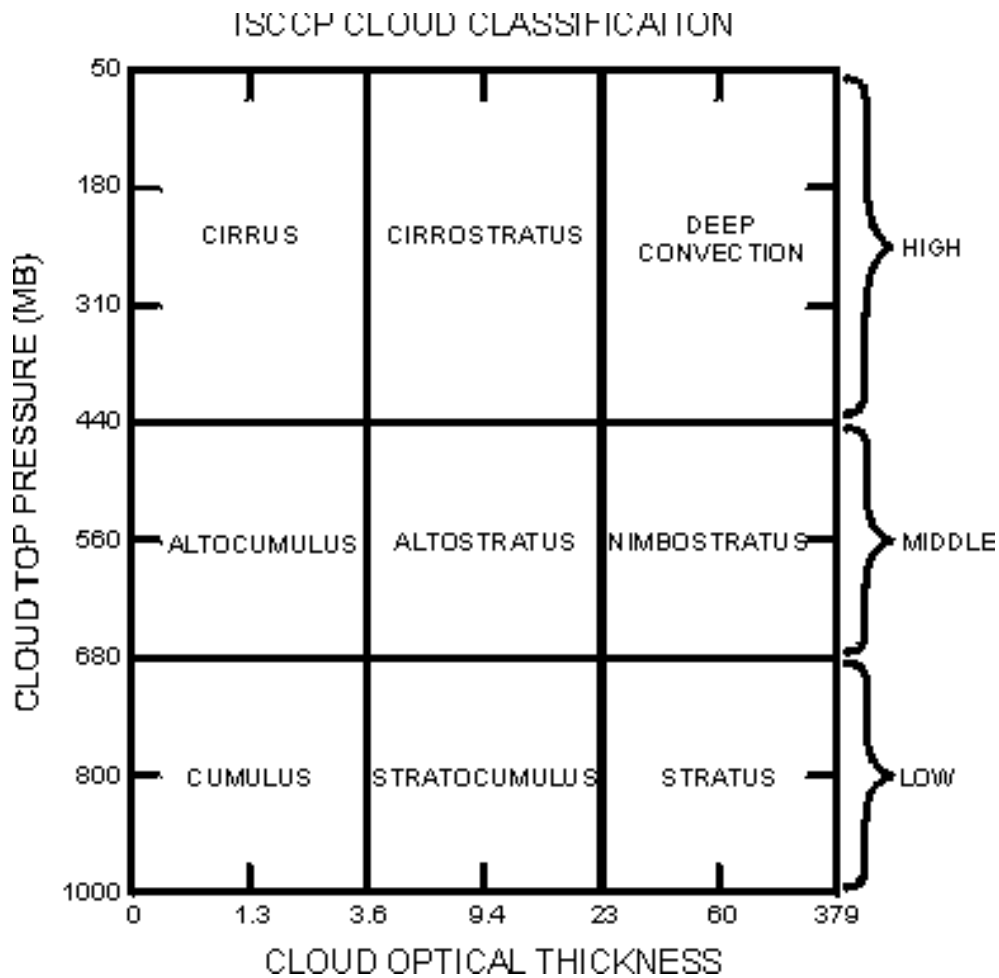 ISCCP CLOUD CLASSIFICATION
50
180
CIRRUS
CIRROSTRATUS
DEEP
CONVECTION
HIGH
310
440
560
ALTOCUMULUS
ALTOSTRATUS
NIMBOSTRATUS
MIDDLE
680
800
CUMULUS
STRATOCUMULUS
STRATUS
LOW
1000
0 1.3 3.6 9.4 23 60 379
CLOUD OPTICAL THICKNESS
CLOUD TOP PRESSURE (MB)